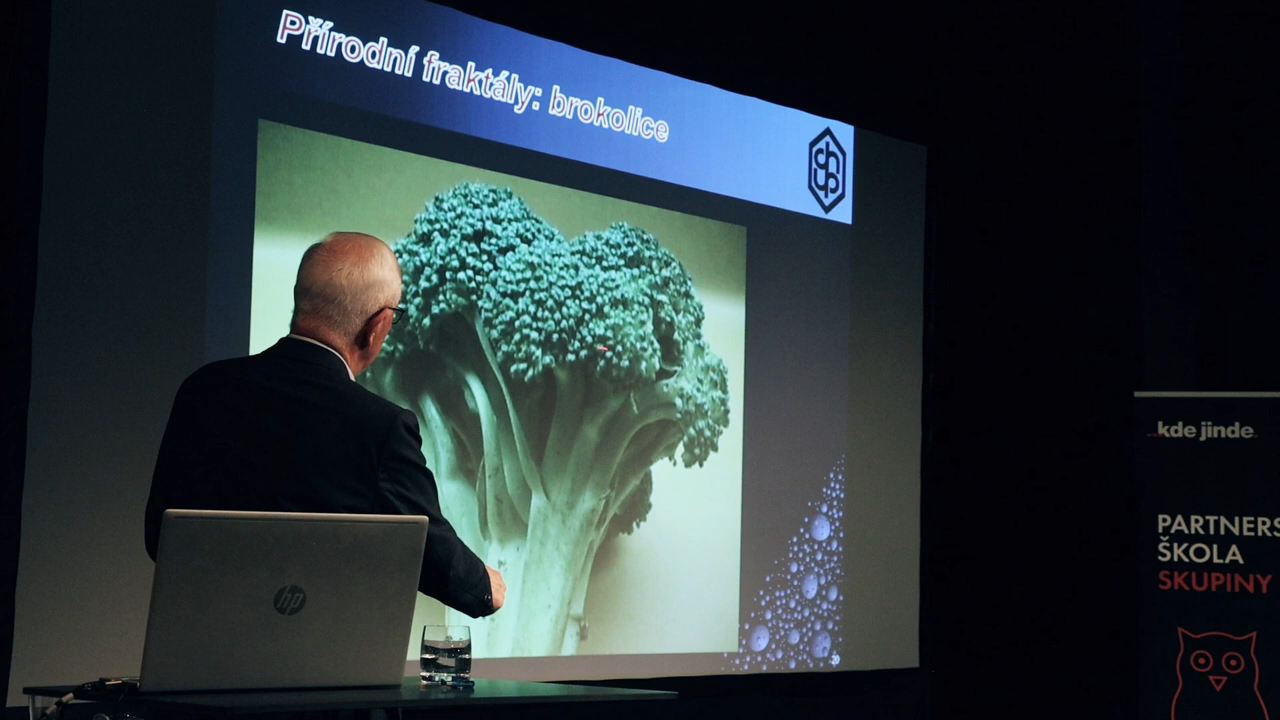 Přírodní fraktály: brokolice
hp
kde jinde
PARTNERS
ŠKOLA
SKUPINY